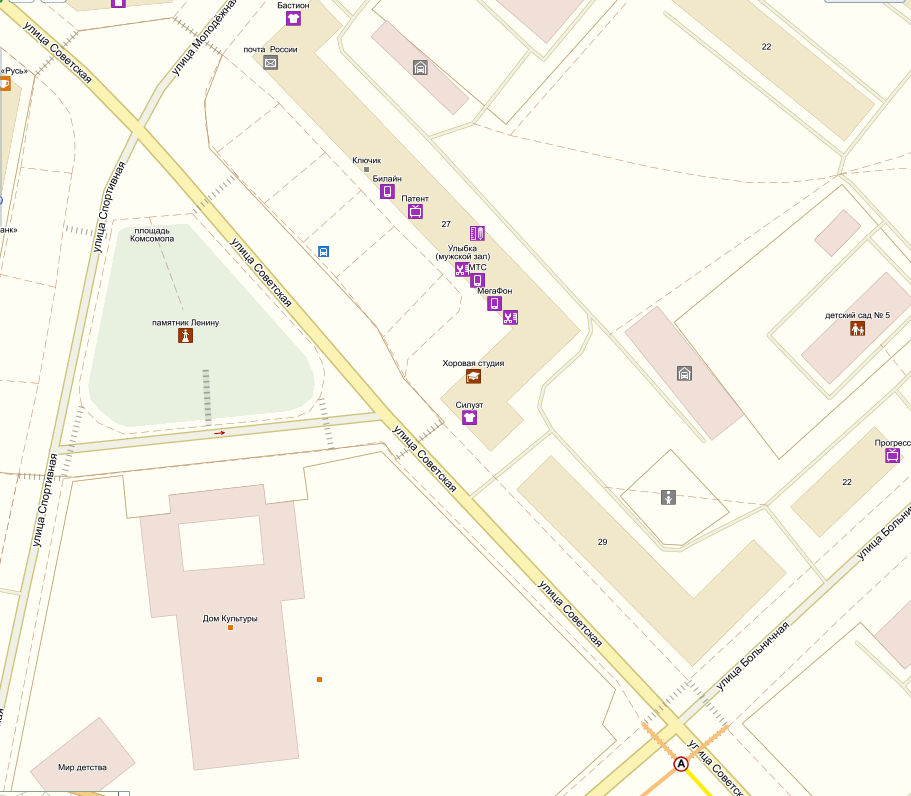 Бастион
улица Советская
улица Молодёжная
почта России
22
«Русь»
Ключик
Билайн
Патент
27
улица Спортивная
площадь
Комсомола
Улыбка
(мужской зал)
МТС
улица Советская
МегаФон
детский сад № 5
памятник Ленину
Хоровая студия
Силуэт
улица Советская
Прогресс
22
улица Спортивная
улица Больничная
29
Дом Культуры
улица Советская
улица Больничная
Мир детства
A
улица Советская